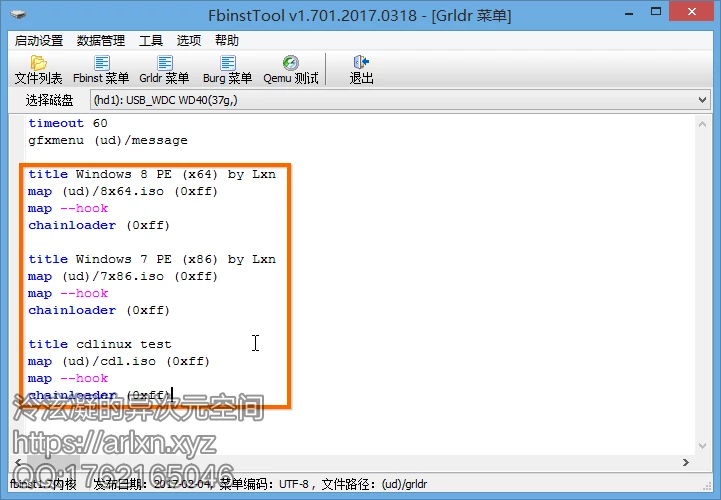 FbinstTool v1.701.2017.0318 - [Grldr 菜单]
启动设置 数据管理 工具 选项 帮助
文件列表 Fbinst 菜单 Grldr 菜单 Burg 菜单 Qemu 测试 退出
选择磁盘 (hd1): USB_WDC WD40(37g,)
timeout 60
gfxmenu (ud)/message
title Windows 8 PE (x64) by Lxn
map (ud)/8x64.iso (0xff)
map --hook
chainloader (0xff)
title Windows 7 PE (x86) by Lxn
map (ud)/7x86.iso (0xff)
map --hook
chainloader (0xff)
title cdlinux test
map (ud)/cdl.iso (0xff)
map --hook
chainloader (0xff)
冷泫凝的异次元空间
https://arlxn.xyz
QQ:1762165046
fbinst1.7内核 发布日期：2017-02-04，菜单编码：UTF-8，文件路径：(ud)/grldr